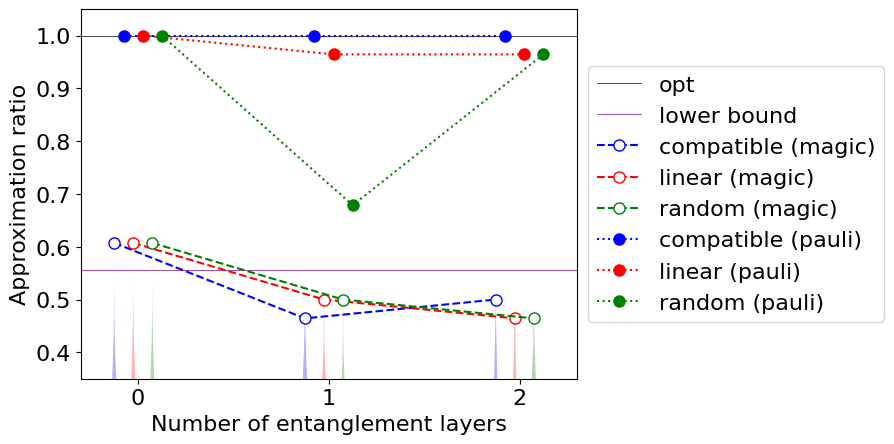 1.0
0.9
0.8
0.7
0.6
0.5
0.4
Approximation ratio
0 1 2
Number of entanglement layers
opt
lower bound
compatible (magic)
linear (magic)
random (magic)
compatible (pauli)
linear (pauli)
random (pauli)